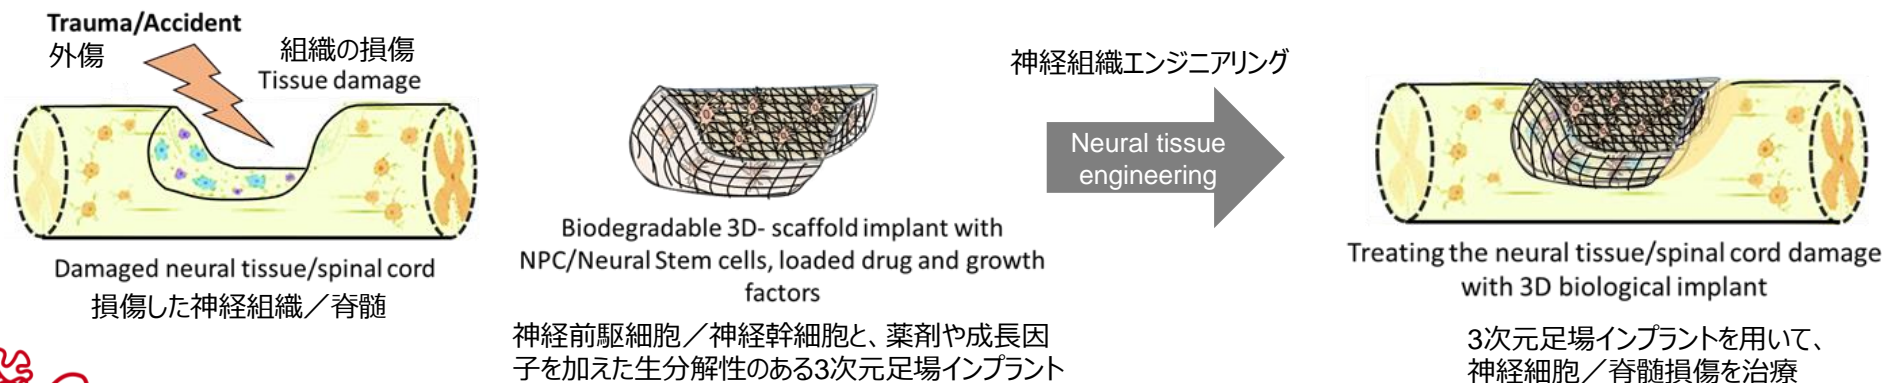 Trauma/Accident
外傷
組織の損傷
Tissue damage
Damaged neural tissue/spinal cord
損傷した神経組織／脊髄
Biodegradable 3D- scaffold implant with
NPC/Neural Stem cells, loaded drug and growth
factors
神経前駆細胞／神経幹細胞と、薬剤や成長因
子を加えた生分解性のある3次元足場インプラント
神経組織エンジニアリング
Neural tissue
engineering
Treating the neural tissue/spinal cord damage
with 3D biological implant
3次元足場インプラントを用いて、
神経細胞／脊髄損傷を治療